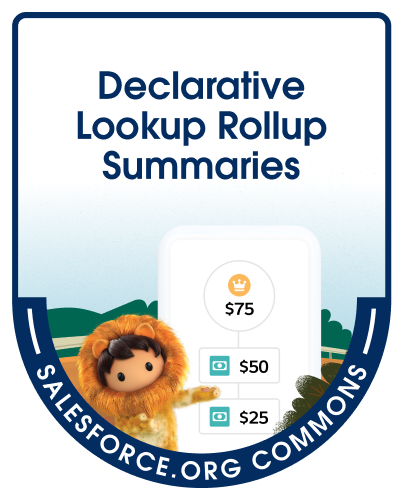 Declarative
Lookup Rollup
Summaries
$75
$50
$25
SALESFORCE.ORG COMMONS